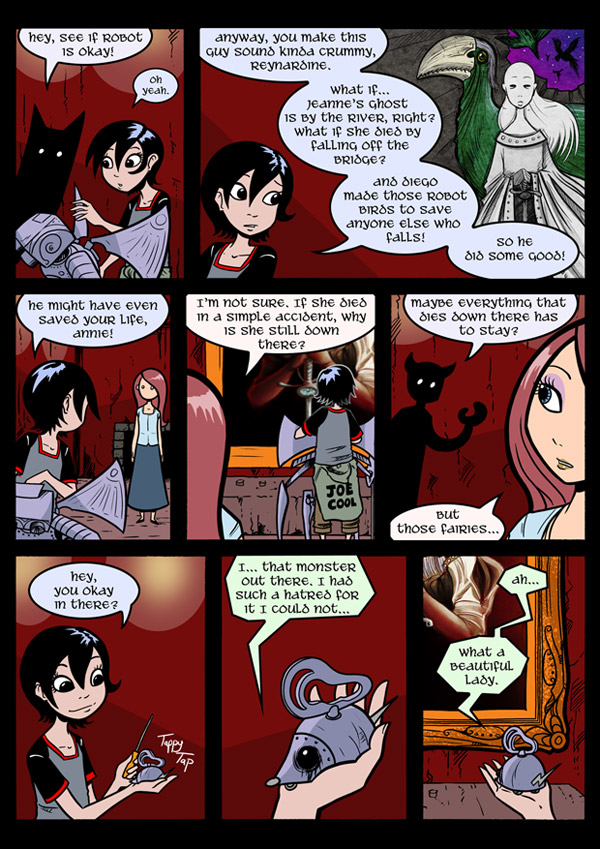 hey, see if Robot
is okay!
oh
yeah.
anyway, you make this
guy sound kinda crummy,
Reynardine.
what if...
Jeanne's ghost
is by the river, right?
what if she died by
falling off the
bridge?
and Diego
made those robot
birds to save
anyone else who
falls!
so he
did some good!
he might have even
saved your life,
Annie!
I'm not sure. If she died
in a simple accident, why
is she still down
there?
JOE
COOL
maybe everything that
dies down there has
to stay?
but
those fairies...
hey,
you okay
in there?
Tappy
Tap
I... that monster
out there. I had
such a hatred for
it I could not...
ah...
what a
beautiful
lady.